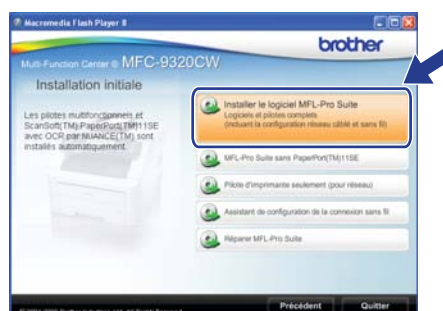 Macromedia Flash Player 8
brother
Multi-Function Center ® MFC-9320CW
Installation initiale
Les pilotes multifonctionnels et
ScanSoft(TM) PaperPort(TM)11SE
avec OCR par NUANCE(TM) sont
installés automatiquement.
Installer le logiciel MFL-Pro Suite
Logiciels et pilotes complets
(incluant la configuration réseau câblé et sans fil)
MFL-Pro Suite sans PaperPort(TM)11SE
Pilote d'imprimante seulement (pour réseau)
Assistant de configuration de la connexion sans fil
Réparer MFL-Pro Suite
Précédent
Quitter